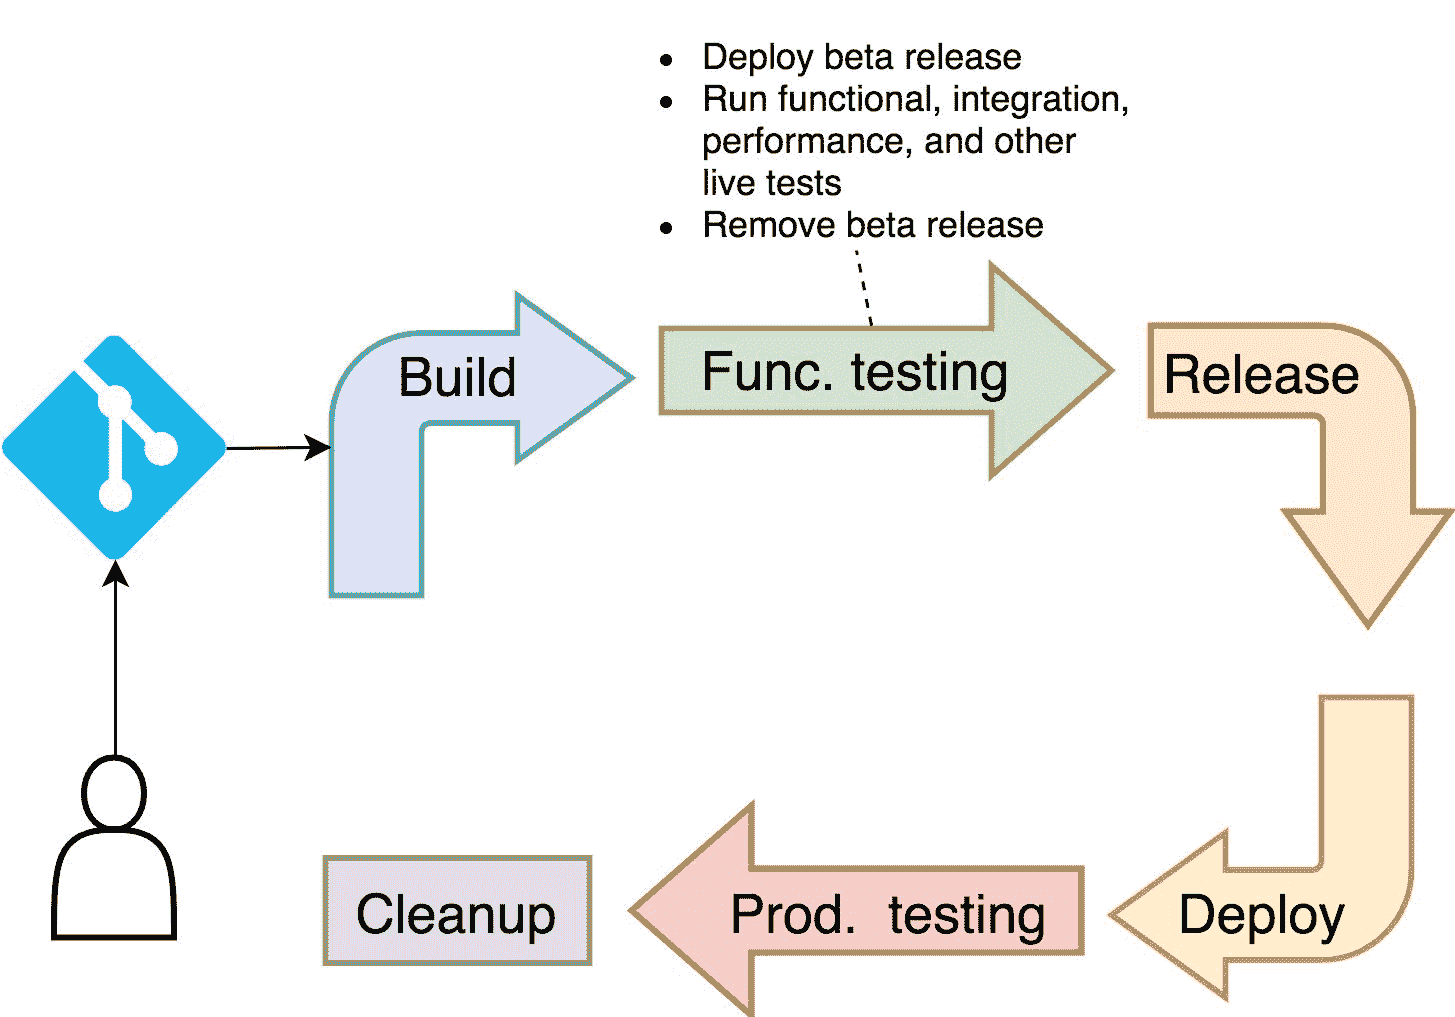 • Deploy beta release
• Run functional, integration,
performance, and other
live tests
• Remove beta release
Build
Func. testing
Release
Deploy
Prod. testing
Cleanup